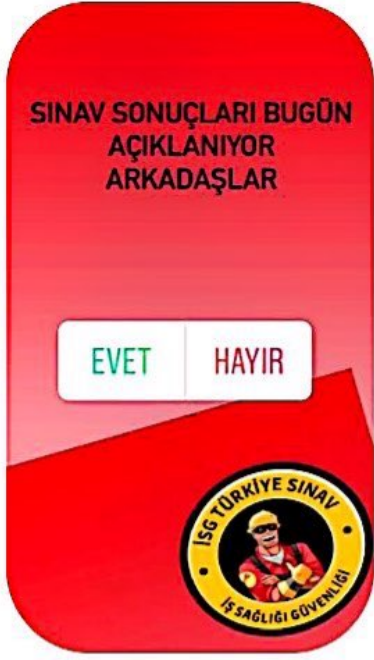 SINAV SONUÇLARI BUGÜN
AÇIKLANIYOR
ARKADAŞLAR
EVET
HAYIR
İSG TÜRKİYE SINAV
İŞ SAĞLIĞI GÜVENLİĞİ